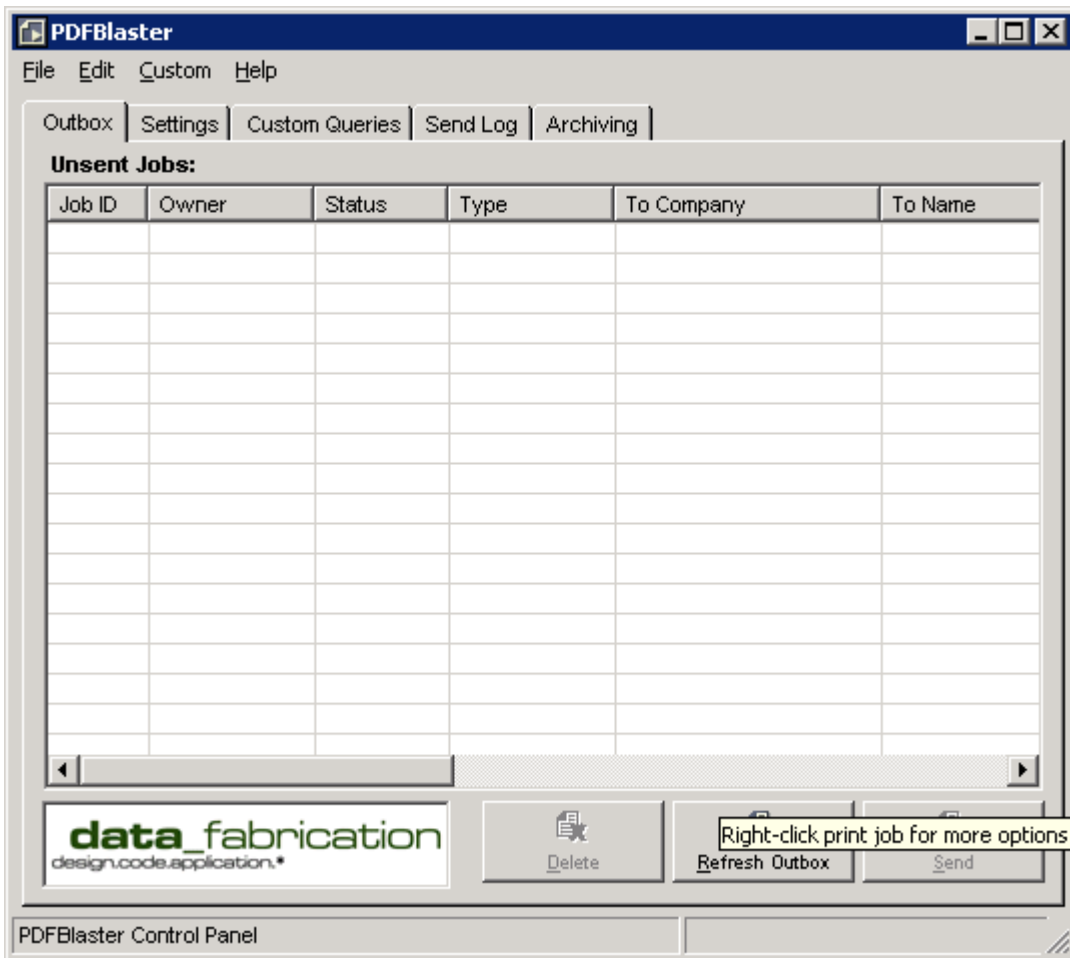 PDFBlaster
File Edit Custom Help
Outbox Settings Custom Queries Send Log Archiving
Unsent Jobs:
Job ID Owner Status Type To Company To Name
data_fabrication
design.code.application.*
Right-click print job for more options
Delete Refresh Outbox Send
PDFBlaster Control Panel